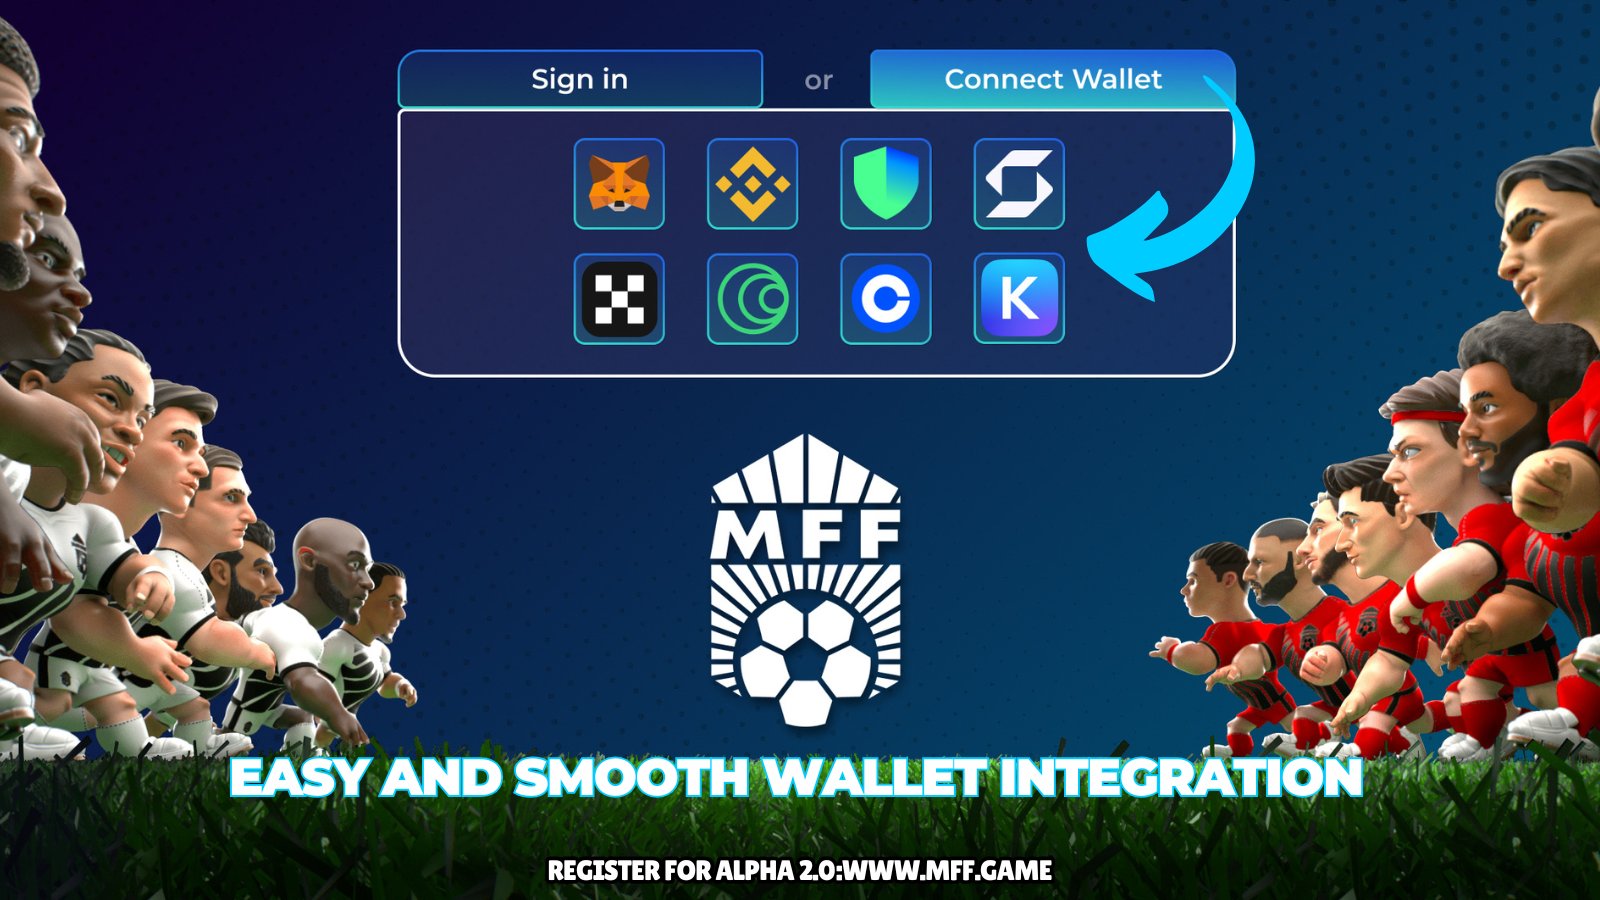 Sign in or Connect Wallet
K
MFF
EASY AND SMOOTH WALLET INTEGRATION
REGISTER FOR ALPHA 2.0:WWW.MFF.GAME